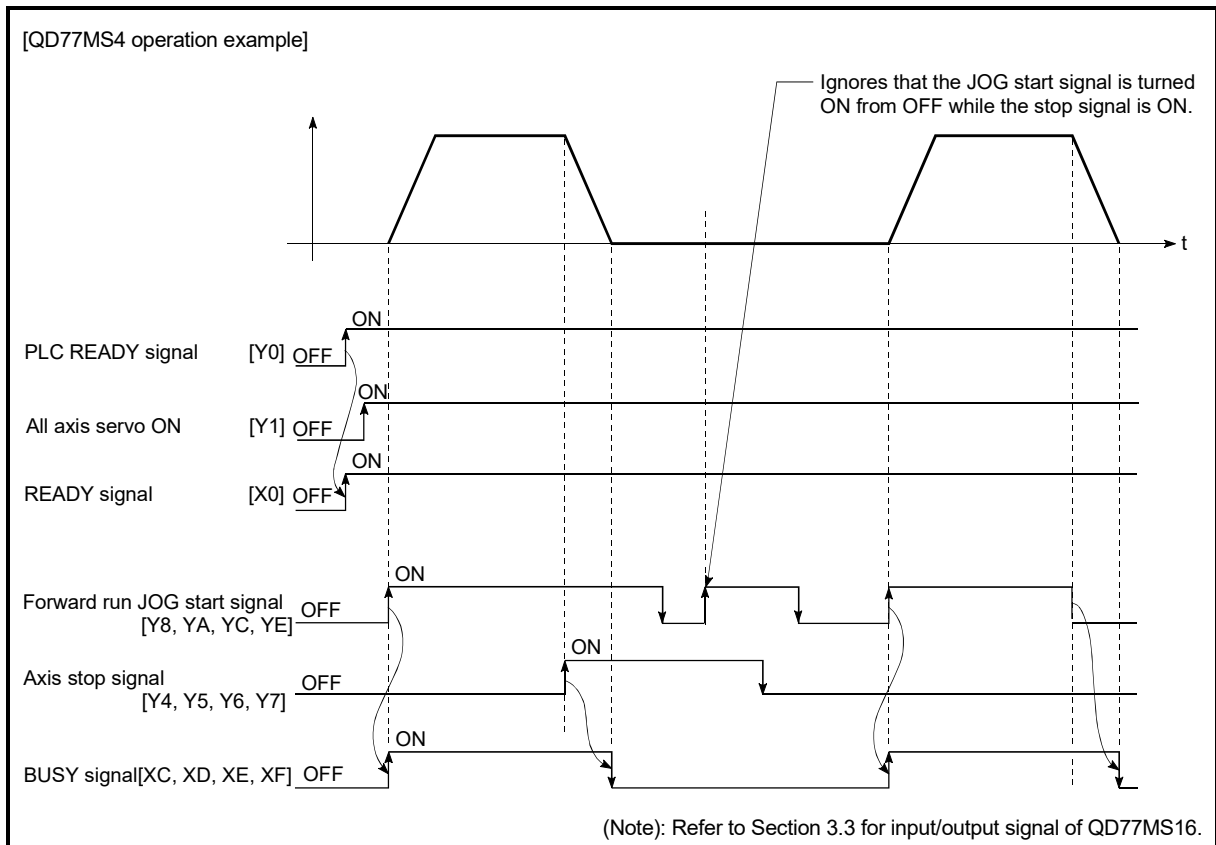 [QD77MS4 operation example]
Ignores that the JOG start signal is turned
ON from OFF while the stop signal is ON.
t
ON
PLC READY signal [Y0] OFF
ON
All axis servo ON [Y1] OFF
ON
READY signal [X0] OFF
ON
Forward run JOG start signal OFF
[Y8, YA, YC, YE]
ON
Axis stop signal OFF
[Y4, Y5, Y6, Y7]
ON
BUSY signal[XC, XD, XE, XF] OFF
(Note): Refer to Section 3.3 for input/output signal of QD77MS16.